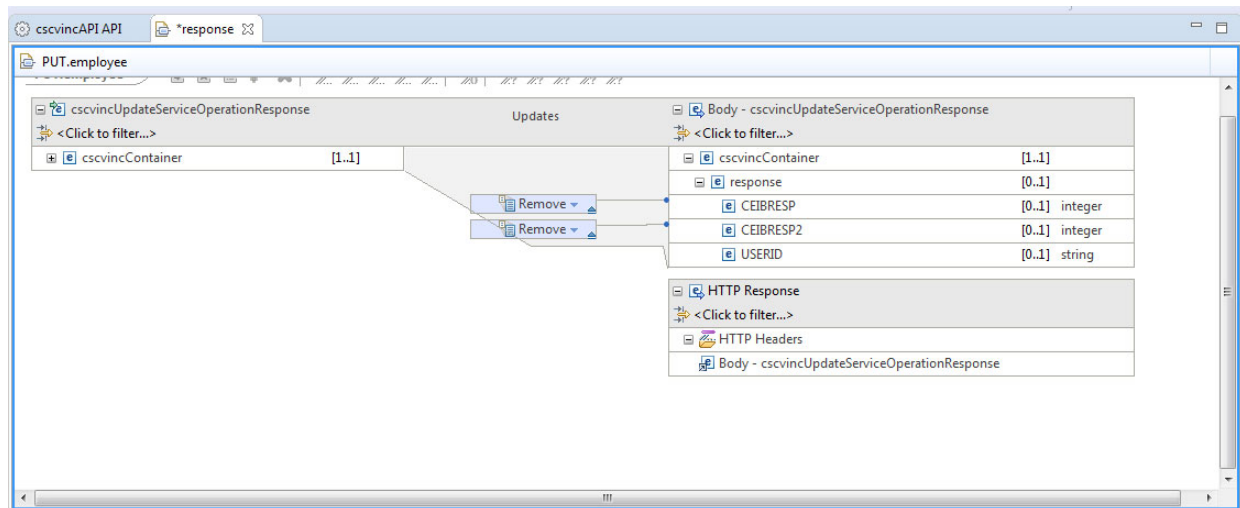 cscvincAPI API *response
PUT.employee
cscvincUpdateServiceOperationResponse Updates Body - cscvincUpdateServiceOperationResponse
<Click to filter...> <Click to filter...>
cscvincContainer [1..1] cscvincContainer [1..1]
response [0..1]
Remove CEIBRESP [0..1] integer
Remove CEIBRESP2 [0..1] integer
USERID [0..1] string
HTTP Response
<Click to filter...>
HTTP Headers
Body - cscvincUpdateServiceOperationResponse